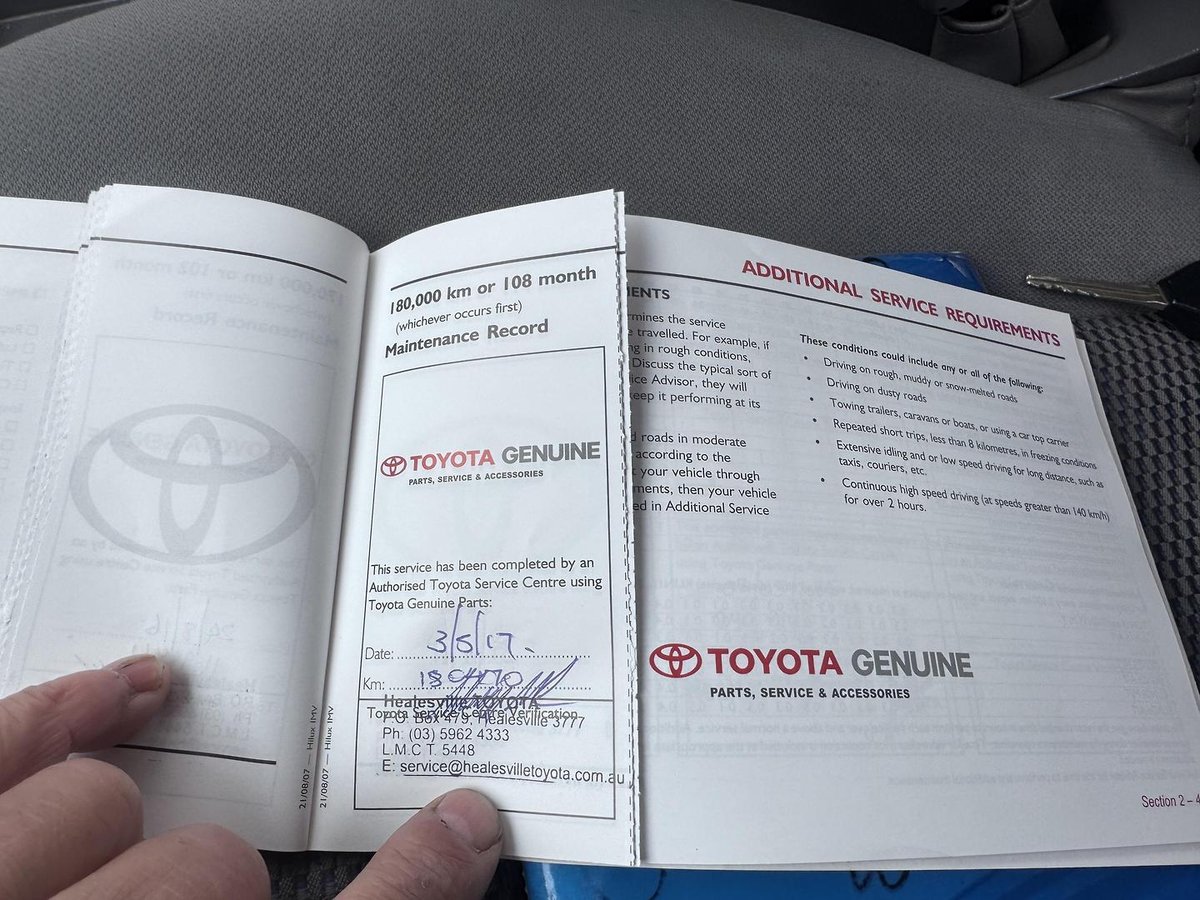 180,000 km or 108 month
(whichever occurs first)
Maintenance Record
TOYOTA GENUINE
PARTS, SERVICE & ACCESSORIES
This service has been completed by an
Authorised Toyota Service Centre using
Toyota Genuine Parts:
Date: 3/5/17.
Km:
Healesville TOYOTA
Toyota Service Centre Verification
P.O. Box 479, Healesville 3777
Ph: (03) 5962 4333
L.M.C T. 5448
E: service@healesvilletoyota.com.au
21/08/07 — Hilux IMV
21/08/07 — Hilux IMV
ADDITIONAL SERVICE REQUIREMENTS
ENTS
rmines the service
travelled. For example, if
in rough conditions,
Discuss the typical sort of
ice Advisor, they will
keep it performing at its
roads in moderate
according to the
your vehicle through
ments, then your vehicle
ed in Additional Service
These conditions could include any or all of the following:
• Driving on rough, muddy or snow-melted roads
• Driving on dusty roads
• Towing trailers, caravans or boats, or using a car top carrier
• Repeated short trips, less than 8 kilometres, in freezing conditions
• Extensive idling and or low speed driving for long distance, such as
taxis, couriers, etc.
• Continuous high speed driving (at speeds greater than 140 km/h)
for over 2 hours.
TOYOTA GENUINE
PARTS, SERVICE & ACCESSORIES
Section 2 – 4